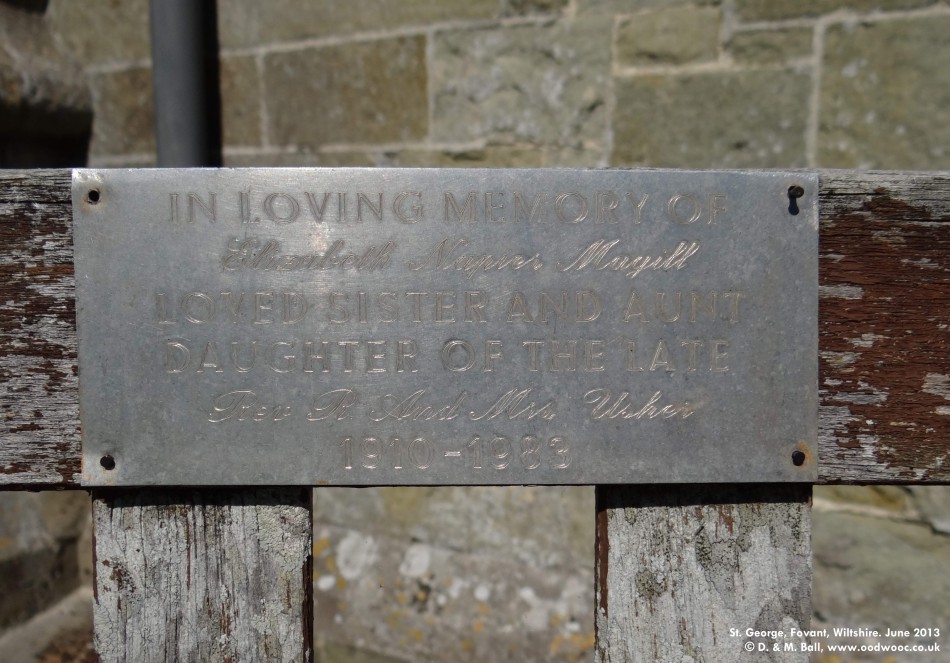 IN LOVING MEMORY OF
Elizabeth Napier Magill
LOVED SISTER AND AUNT
DAUGHTER OF THE LATE
Rev R And Mrs Usher
1910-1983
St. George, Fovant, Wiltshire. June 2013
© D. & M. Ball, www.oodwooc.co.uk